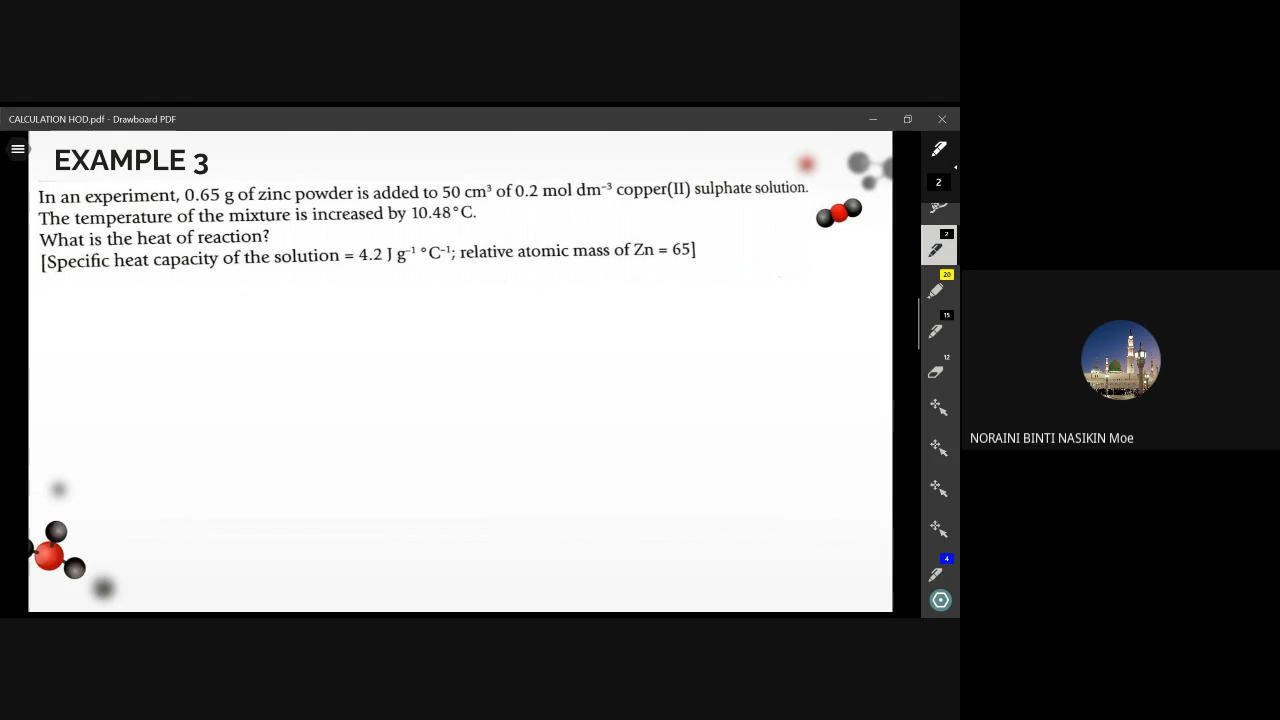 CALCULATION HOD.pdf - Drawboard PDF
EXAMPLE 3
In an experiment, 0.65 g of zinc powder is added to 50 cm³ of 0.2 mol dm⁻³ copper(II) sulphate solution.
The temperature of the mixture is increased by 10.48°C.
What is the heat of reaction?
[Specific heat capacity of the solution = 4.2 J g⁻¹ °C⁻¹; relative atomic mass of Zn = 65]
2
2
20
15
12
4
NORAINI BINTI NASIKIN Moe